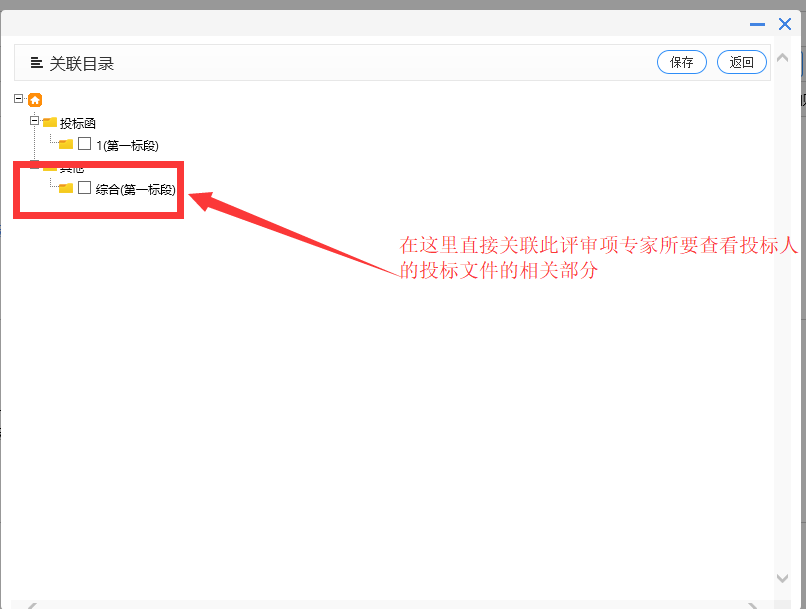 关联目录
保存
返回
投标函
1(第一标段)
其他
综合(第一标段)
在这里直接关联此评审项专家所要查看投标人
的投标文件的相关部分